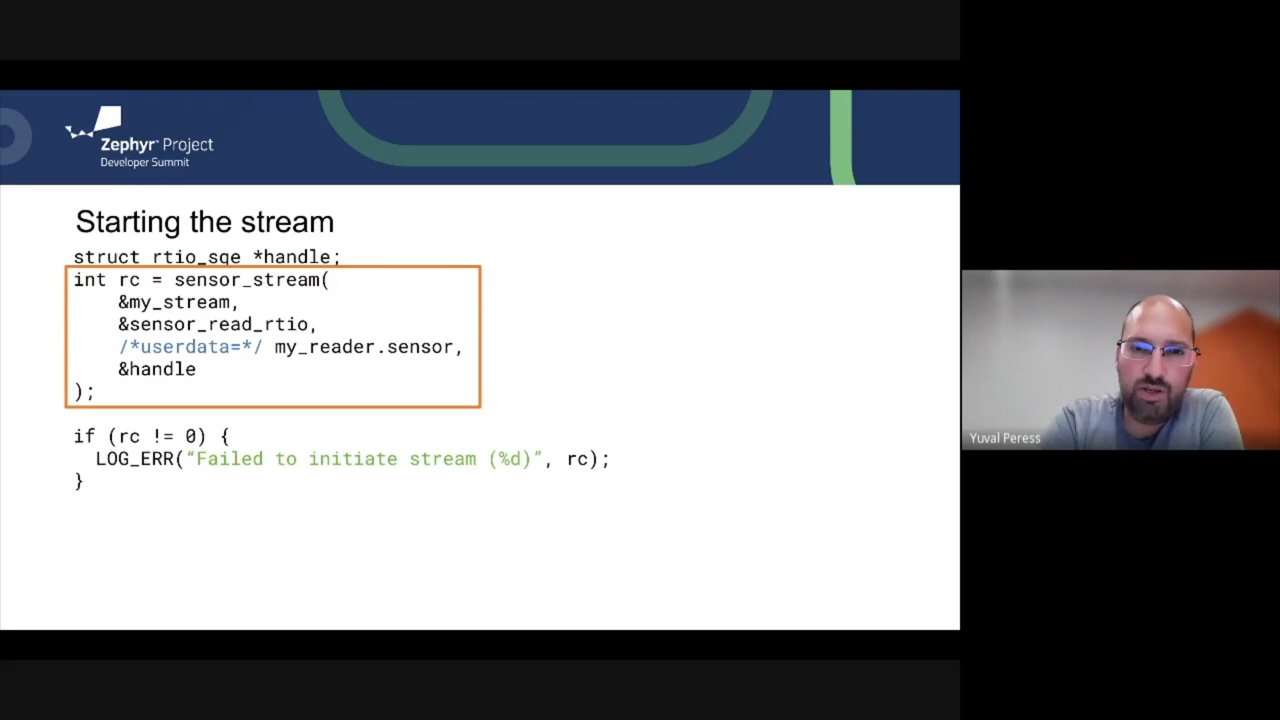 Zephyr® Project
Developer Summit
Starting the stream
struct rtio_sqe *handle;
int rc = sensor_stream(
&my_stream,
&sensor_read_rtio,
/*userdata=*/ my_reader.sensor,
&handle
);
if (rc != 0) {
LOG_ERR(“Failed to initiate stream (%d)”, rc);
}
Yuval Peress